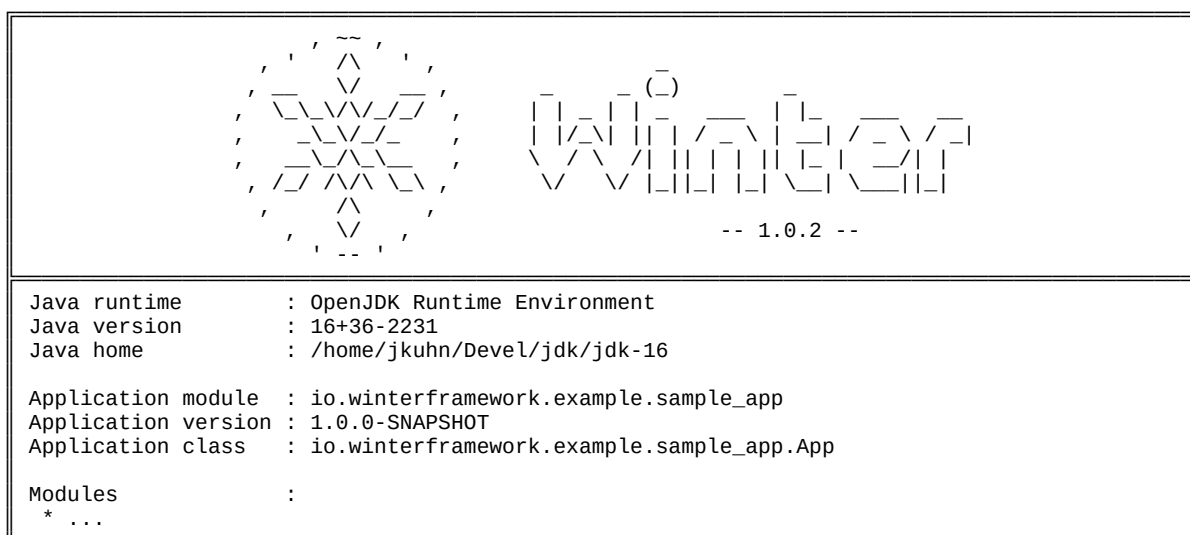 Winter
-- 1.0.2 --
Java runtime : OpenJDK Runtime Environment
Java version : 16+36-2231
Java home : /home/jkuhn/Devel/jdk/jdk-16
Application module : io.winterframework.example.sample_app
Application version : 1.0.0-SNAPSHOT
Application class : io.winterframework.example.sample_app.App
Modules :
* ...